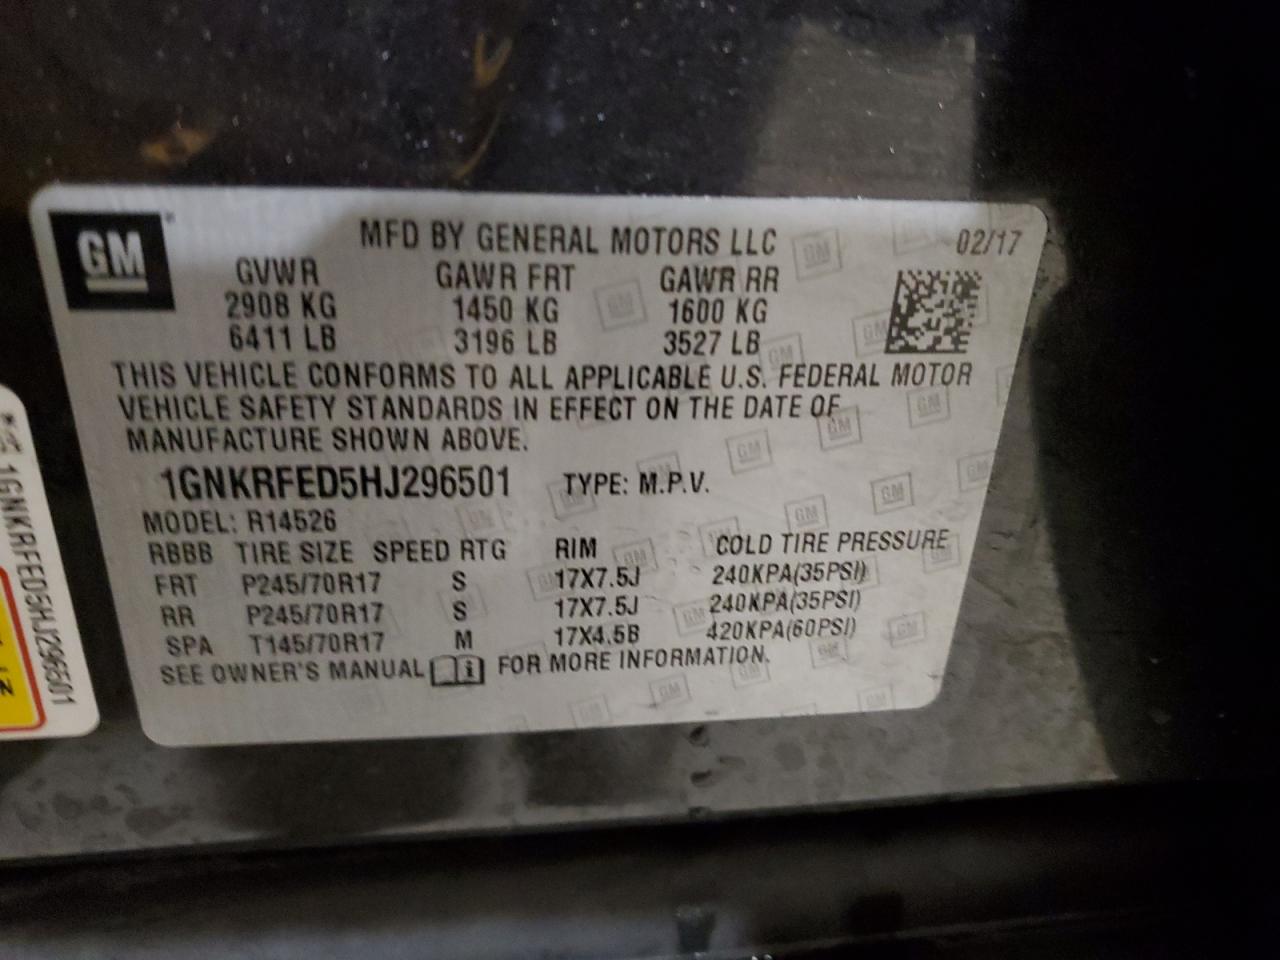 GM
MFD BY GENERAL MOTORS LLC
02/17
GVWR GAWR FRT GAWR RR
2908 KG 1450 KG 1600 KG
6411 LB 3196 LB 3527 LB
THIS VEHICLE CONFORMS TO ALL APPLICABLE U.S. FEDERAL MOTOR
VEHICLE SAFETY STANDARDS IN EFFECT ON THE DATE OF
MANUFACTURE SHOWN ABOVE.
1GNKRFED5HJ296501 TYPE: M.P.V.
MODEL: R14526
RBBB TIRE SIZE SPEED RTG RIM COLD TIRE PRESSURE
FRT P245/70R17 S 17X7.5J 240KPA(35PSI)
RR P245/70R17 S 17X7.5J 240KPA(35PSI)
SPA T145/70R17 M 17X4.5B 420KPA(60PSI)
SEE OWNER'S MANUAL FOR MORE INFORMATION.
1GNKRFED5HJ296501